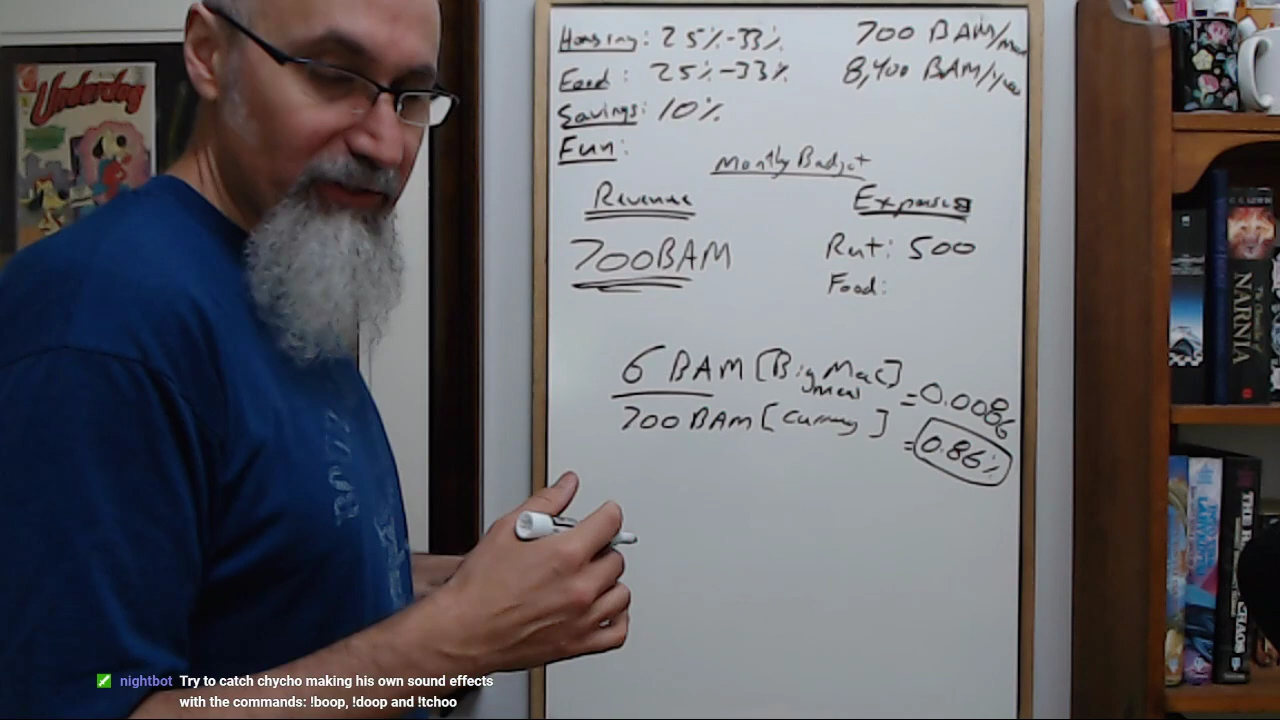 Underdog
Housing: 25%-33%
Food: 25%-33%
Savings: 10%
Fun:
700 BAM/
8,400 BAM/
Monthly Budget
Revenue
700BAM
Expenses
Rent: 500
Food:
6 BAM [Big Mac]
meal
700 BAM [Currency]
= 0.0086
= 0.86%
NARNIA
CHAOS
nightbot Try to catch chycho making his own sound effects
with the commands: !boop, !doop and !tchoo